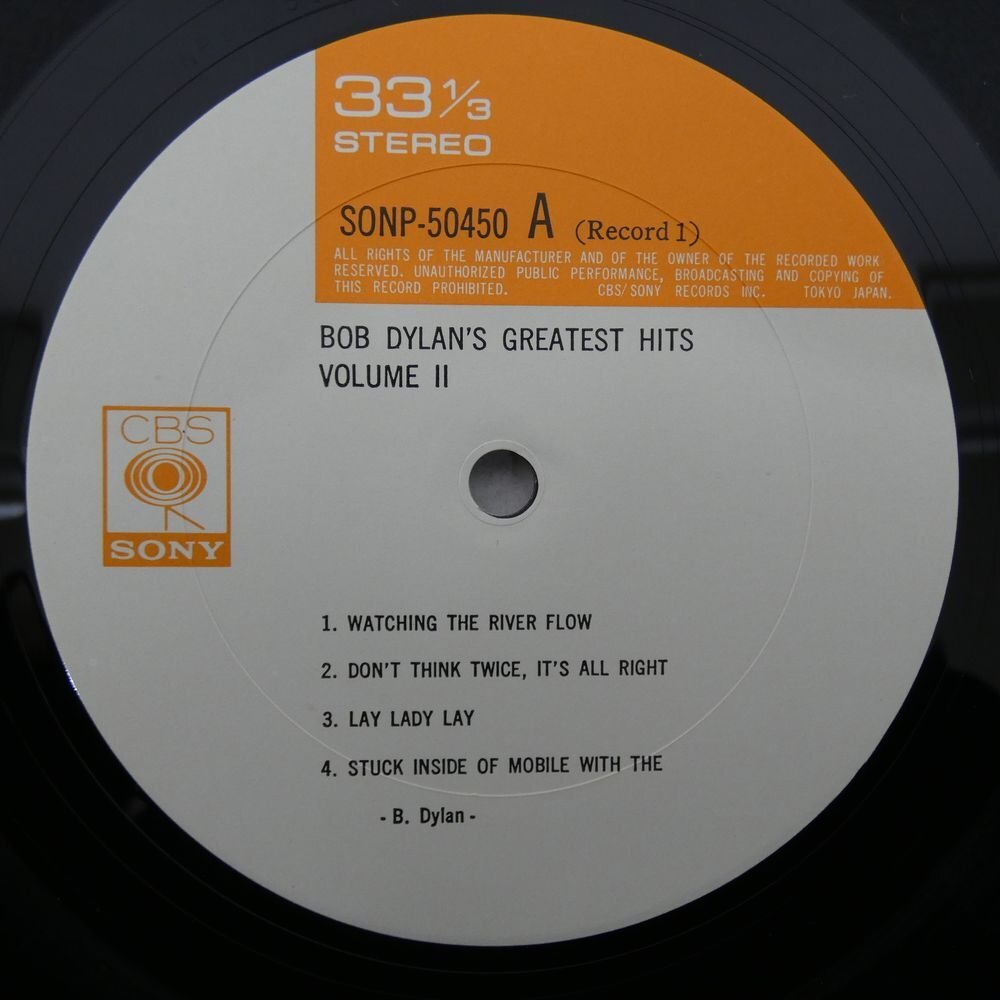 33 1/3
STEREO
SONP-50450 A (Record 1)
ALL RIGHTS OF THE MANUFACTURER AND OF THE OWNER OF THE RECORDED WORK
RESERVED. UNAUTHORIZED PUBLIC PERFORMANCE, BROADCASTING AND COPYING OF
THIS RECORD PROHIBITED. CBS/SONY RECORDS INC. TOKYO JAPAN.
BOB DYLAN'S GREATEST HITS
VOLUME II
CBS
SONY
1. WATCHING THE RIVER FLOW
2. DON'T THINK TWICE, IT'S ALL RIGHT
3. LAY LADY LAY
4. STUCK INSIDE OF MOBILE WITH THE
- B. Dylan -